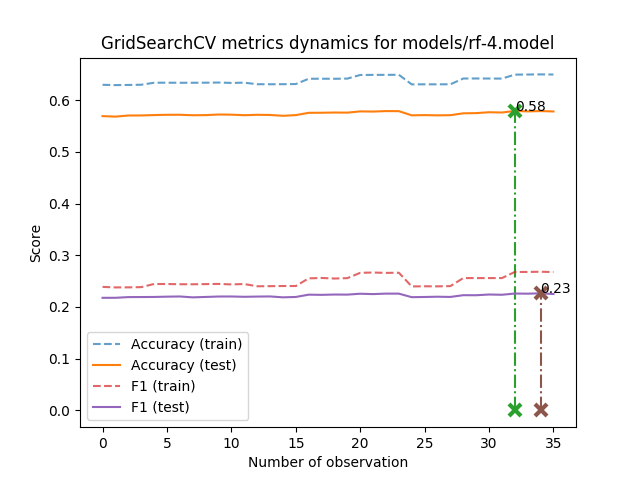 GridSearchCV metrics dynamics for models/rf-4.model
0.6
0.5
0.4
0.3
0.2
0.1
0.0
Score
0.58
0.23
Accuracy (train)
Accuracy (test)
F1 (train)
F1 (test)
0 5 10 15 20 25 30 35
Number of observation